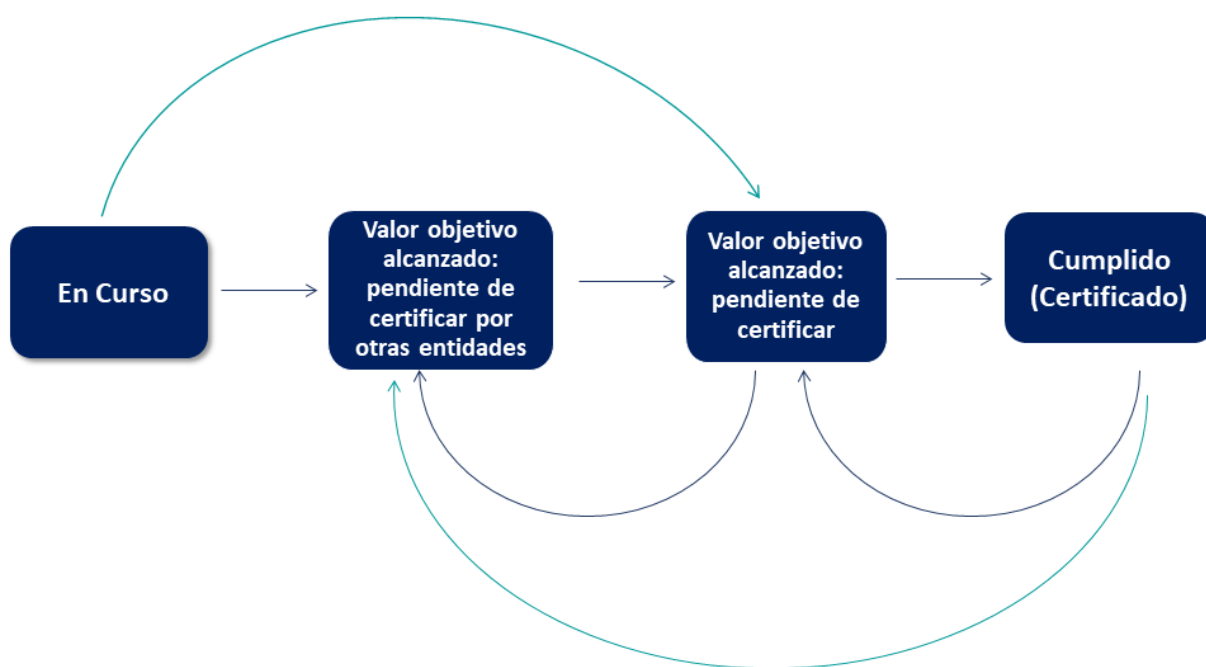 En Curso
Valor objetivo
alcanzado:
pendiente de
certificar por
otras entidades
Valor objetivo
alcanzado:
pendiente de
certificar
Cumplido
(Certificado)